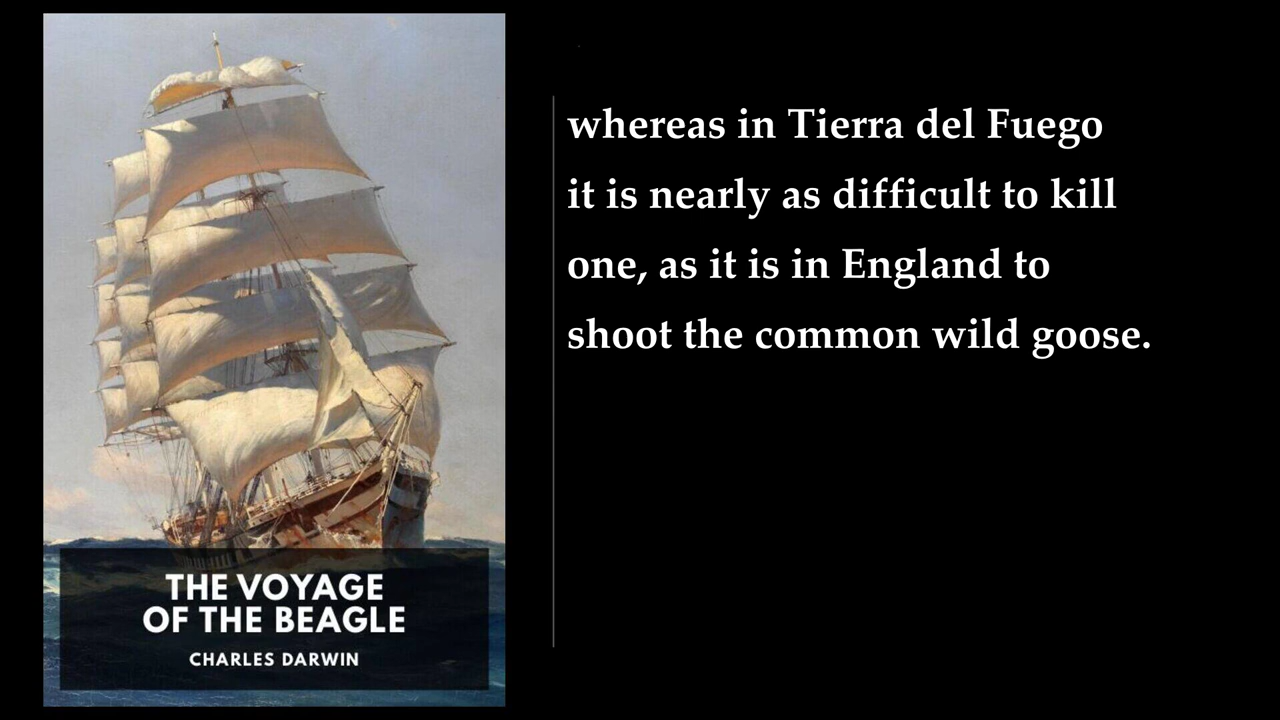 whereas in Tierra del Fuego
it is nearly as difficult to kill
one, as it is in England to
shoot the common wild goose.
THE VOYAGE
OF THE BEAGLE
CHARLES DARWIN